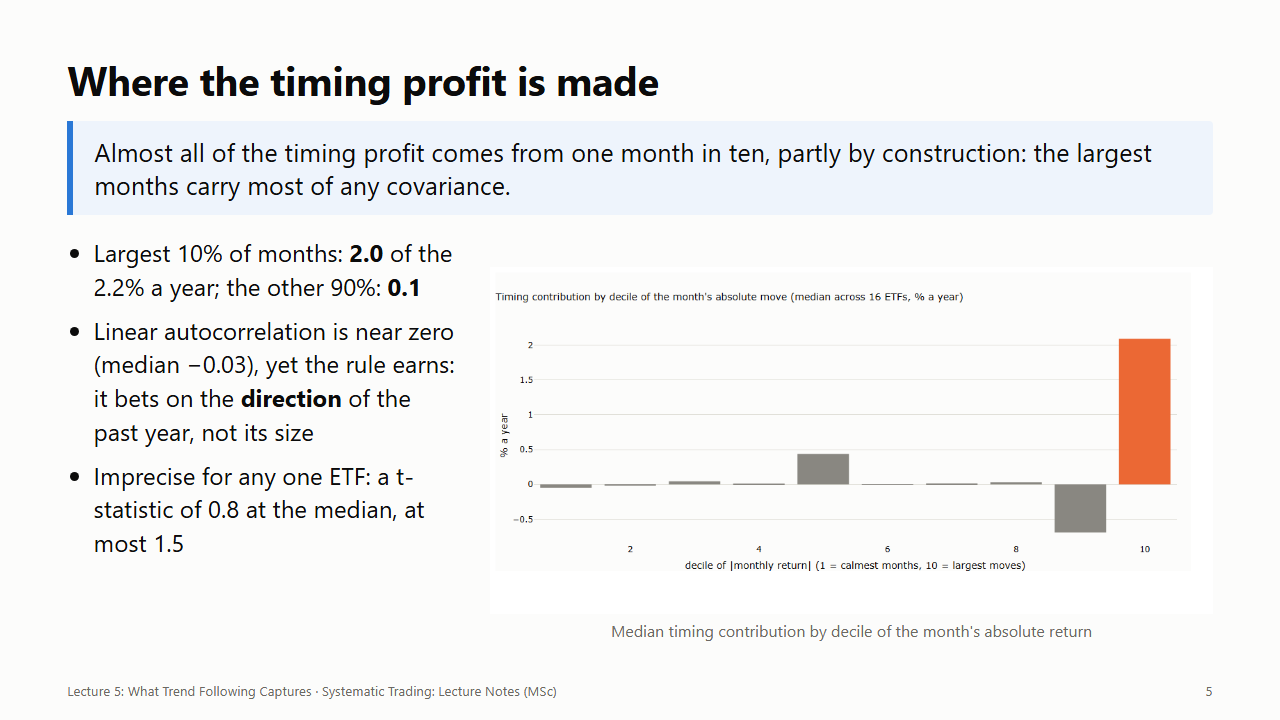 Where the timing profit is made
Almost all of the timing profit comes from one month in ten, partly by construction: the largest
months carry most of any covariance.
• Largest 10% of months: 2.0 of the
2.2% a year; the other 90%: 0.1
• Linear autocorrelation is near zero
(median −0.03), yet the rule earns:
it bets on the direction of the
past year, not its size
• Imprecise for any one ETF: a t-
statistic of 0.8 at the median, at
most 1.5
Timing contribution by decile of the month's absolute move (median across 16 ETFs, % a year)
% a year
2
1.5
1
0.5
0
−0.5
2 4 6 8 10
decile of |monthly return| (1 = calmest months, 10 = largest moves)
Median timing contribution by decile of the month's absolute return
Lecture 5: What Trend Following Captures · Systematic Trading: Lecture Notes (MSc)
5